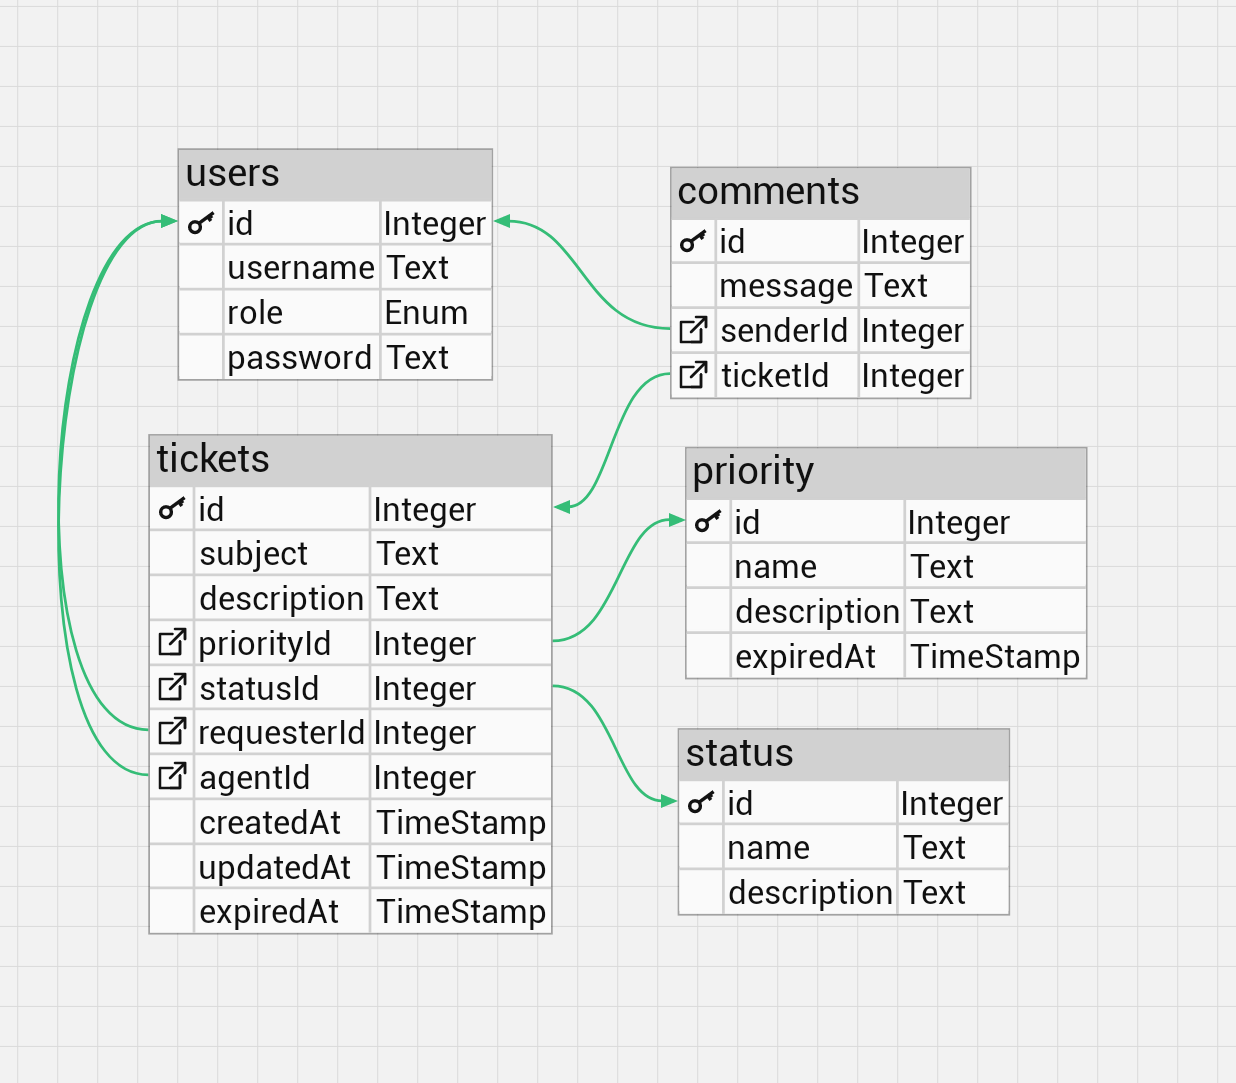 users
id Integer
username Text
role Enum
password Text
comments
id Integer
message Text
senderId Integer
ticketId Integer
tickets
id Integer
subject Text
description Text
priorityId Integer
statusId Integer
requesterId Integer
agentId Integer
createdAt TimeStamp
updatedAt TimeStamp
expiredAt TimeStamp
priority
id Integer
name Text
description Text
expiredAt TimeStamp
status
id Integer
name Text
description Text